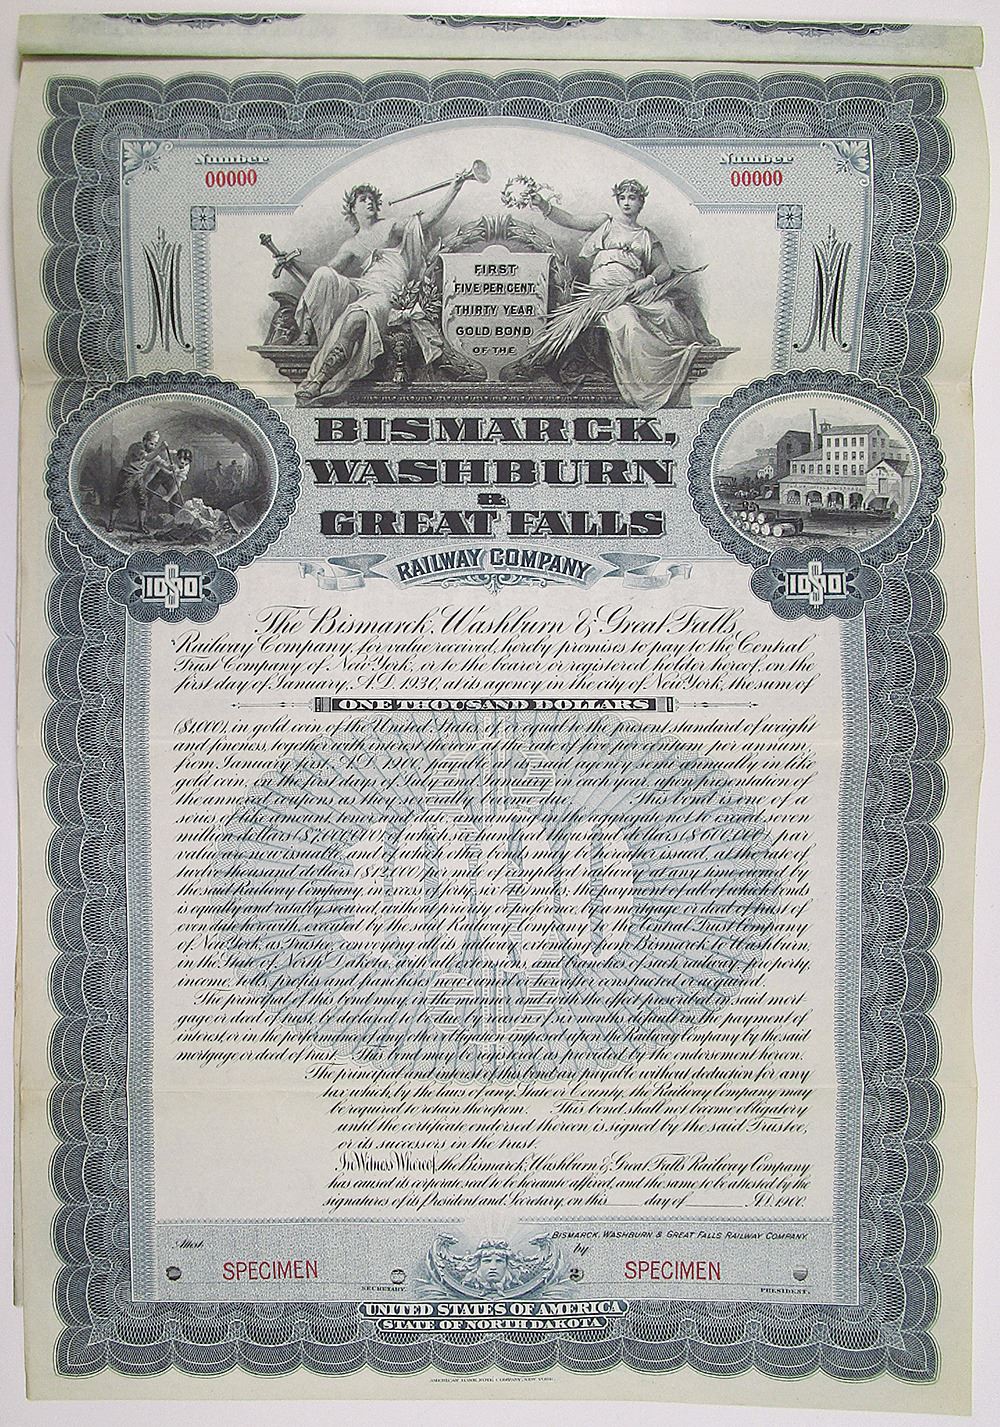 Number
00000
Number
00000
M
M
FIRST
FIVE PER CENT.
THIRTY YEAR
GOLD BOND
OF THE
BISMARCK,
WASHBURN
&
GREAT FALLS
RAILWAY COMPANY
$1000
$1000
The Bismarck, Washburn & Great Falls
Railway Company, for value received, hereby promises to pay to the Central
Trust Company of New York, or to the bearer or registered holder hereof, on the
first day of January, A.D. 1930, at its agency in the city of New York, the sum of
ONE THOUSAND DOLLARS
($1,000), in gold coin of the United States, of or equal to the present standard of weight
and fineness, together with interest thereon at the rate of five per centum per annum,
from January first, A.D. 1900, payable at its said agency semi-annually in like
gold coin, on the first days of July and January in each year, upon presentation of
the annexed coupons as they severally become due. This bond is one of a
series of like amount, tenor and date, amounting in the aggregate not to exceed seven
million dollars ($7,000,000) of which six hundred thousand dollars ($600,000) par
value are now issuable, and of which other bonds may be hereafter issued, at the rate of
twelve thousand dollars ($12,000) per mile of completed railway at any time owned by
the said Railway Company, in excess of forty six (46) miles, the payment of all of which bonds
is equally and ratably secured, without priority or preference, by a mortgage or deed of trust of
even date herewith, executed by the said Railway Company to the Central Trust Company
of New York, as Trustee, conveying all its railway extending from Bismarck to Washburn,
in the State of North Dakota, with all extensions, and branches of such railway, property,
income, tolls, profits and franchises now owned or hereafter constructed or acquired.
The principal of this bond may, in the manner and with the effect prescribed in said mort
gage or deed of trust, be declared to be due by reason of six months default in the payment of
interest, or in the performance of any other obligation imposed upon the Railway Company by the said
mortgage or deed of trust. This bond may be registered as provided by the endorsement hereon.
The principal and interest of this bond are payable without deduction for any
tax which, by the laws of any State or County, the Railway Company may
be required to retain therefrom. This bond shall not become obligatory
until the certificate endorsed thereon is signed by the said Trustee,
or its successors in the trust.
In Witness Whereof, the Bismarck, Washburn & Great Falls Railway Company
has caused its corporate seal to be hereunto affixed, and the same to be attested by the
signatures of its President and Secretary, on this day of A.D. 1900.
BISMARCK, WASHBURN & GREAT FALLS RAILWAY COMPANY
Attest
by
SPECIMEN
SPECIMEN
SECRETARY.
PRESIDENT.
UNITED STATES OF AMERICA
STATE OF NORTH DAKOTA
AMERICAN BANK NOTE COMPANY, NEW YORK.